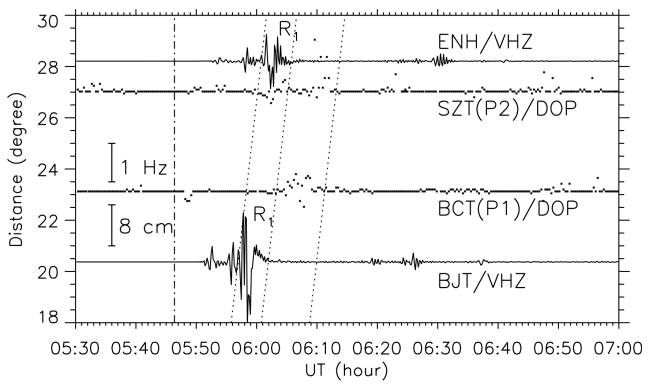 30
28
26
24
22
20
18
Distance (degree)
R1
ENH/VHZ
SZT(P2)/DOP
1 Hz
BCT(P1)/DOP
8 cm
R1
BJT/VHZ
05:30 05:40 05:50 06:00 06:10 06:20 06:30 06:40 06:50 07:00
UT (hour)